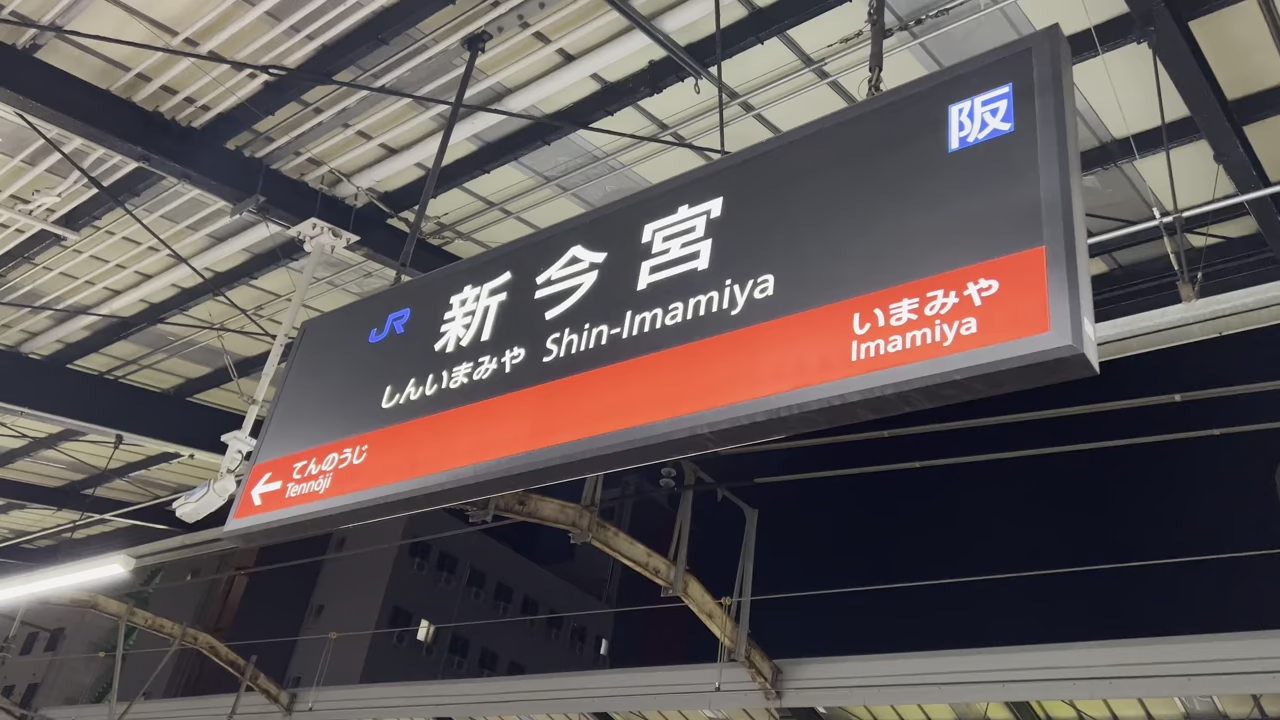 阪
JR 新今宮
しんいまみや Shin-Imamiya
いまみや
Imamiya
← てんのうじ
Tennōji